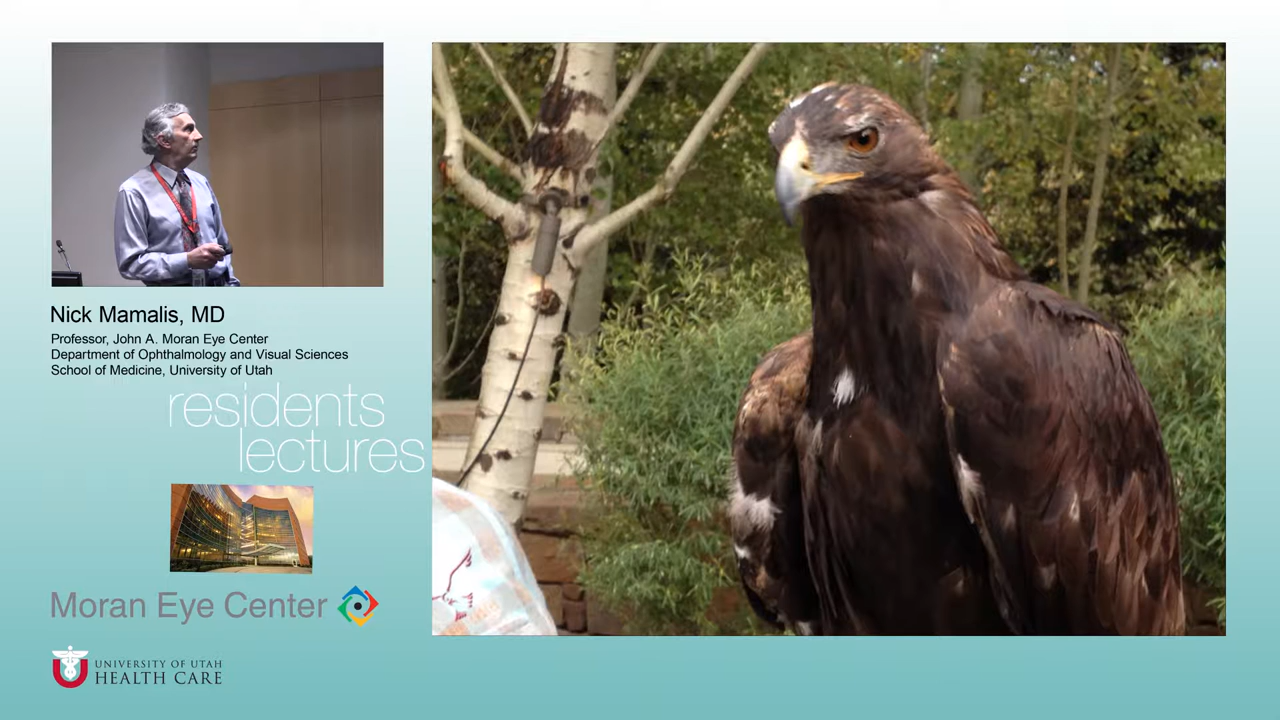 Nick Mamalis, MD
Professor, John A. Moran Eye Center
Department of Ophthalmology and Visual Sciences
School of Medicine, University of Utah
residents
lectures
Moran Eye Center
UNIVERSITY OF UTAH
HEALTH CARE